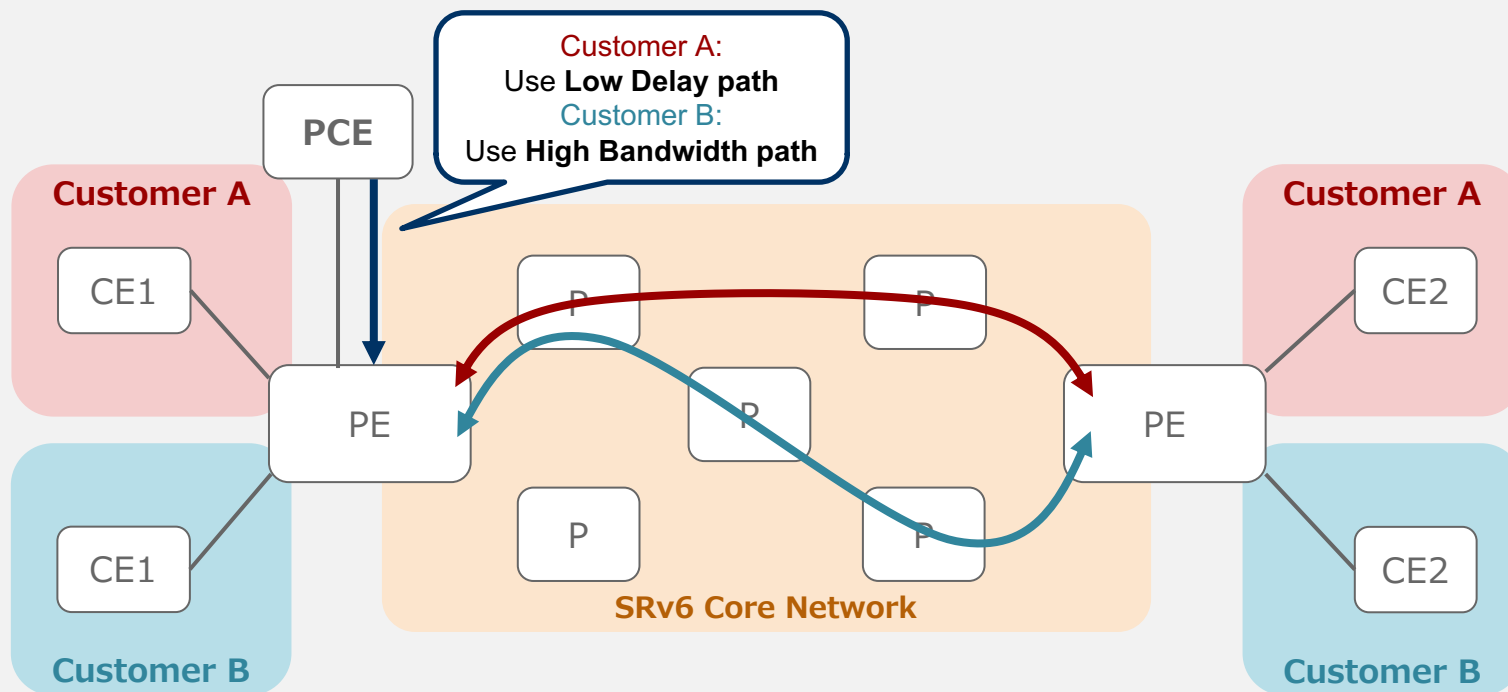 Customer A:
Use Low Delay path
Customer B:
Use High Bandwidth path
PCE
Customer A
Customer A
CE1
P
P
CE2
PE
P
PE
CE1
P
P
CE2
SRv6 Core Network
Customer B
Customer B